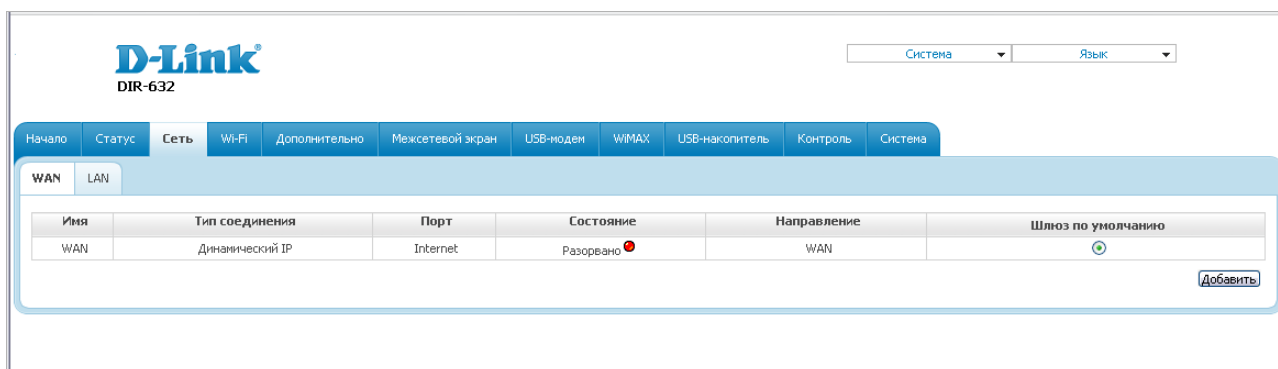 D-Link®
DIR-632
Система Язык
Начало Статус Сеть Wi-Fi Дополнительно Межсетевой экран USB-модем WiMAX USB-накопитель Контроль Система
WAN LAN
Имя Тип соединения Порт Состояние Направление Шлюз по умолчанию
WAN Динамический IP Internet Разорвано WAN
Добавить